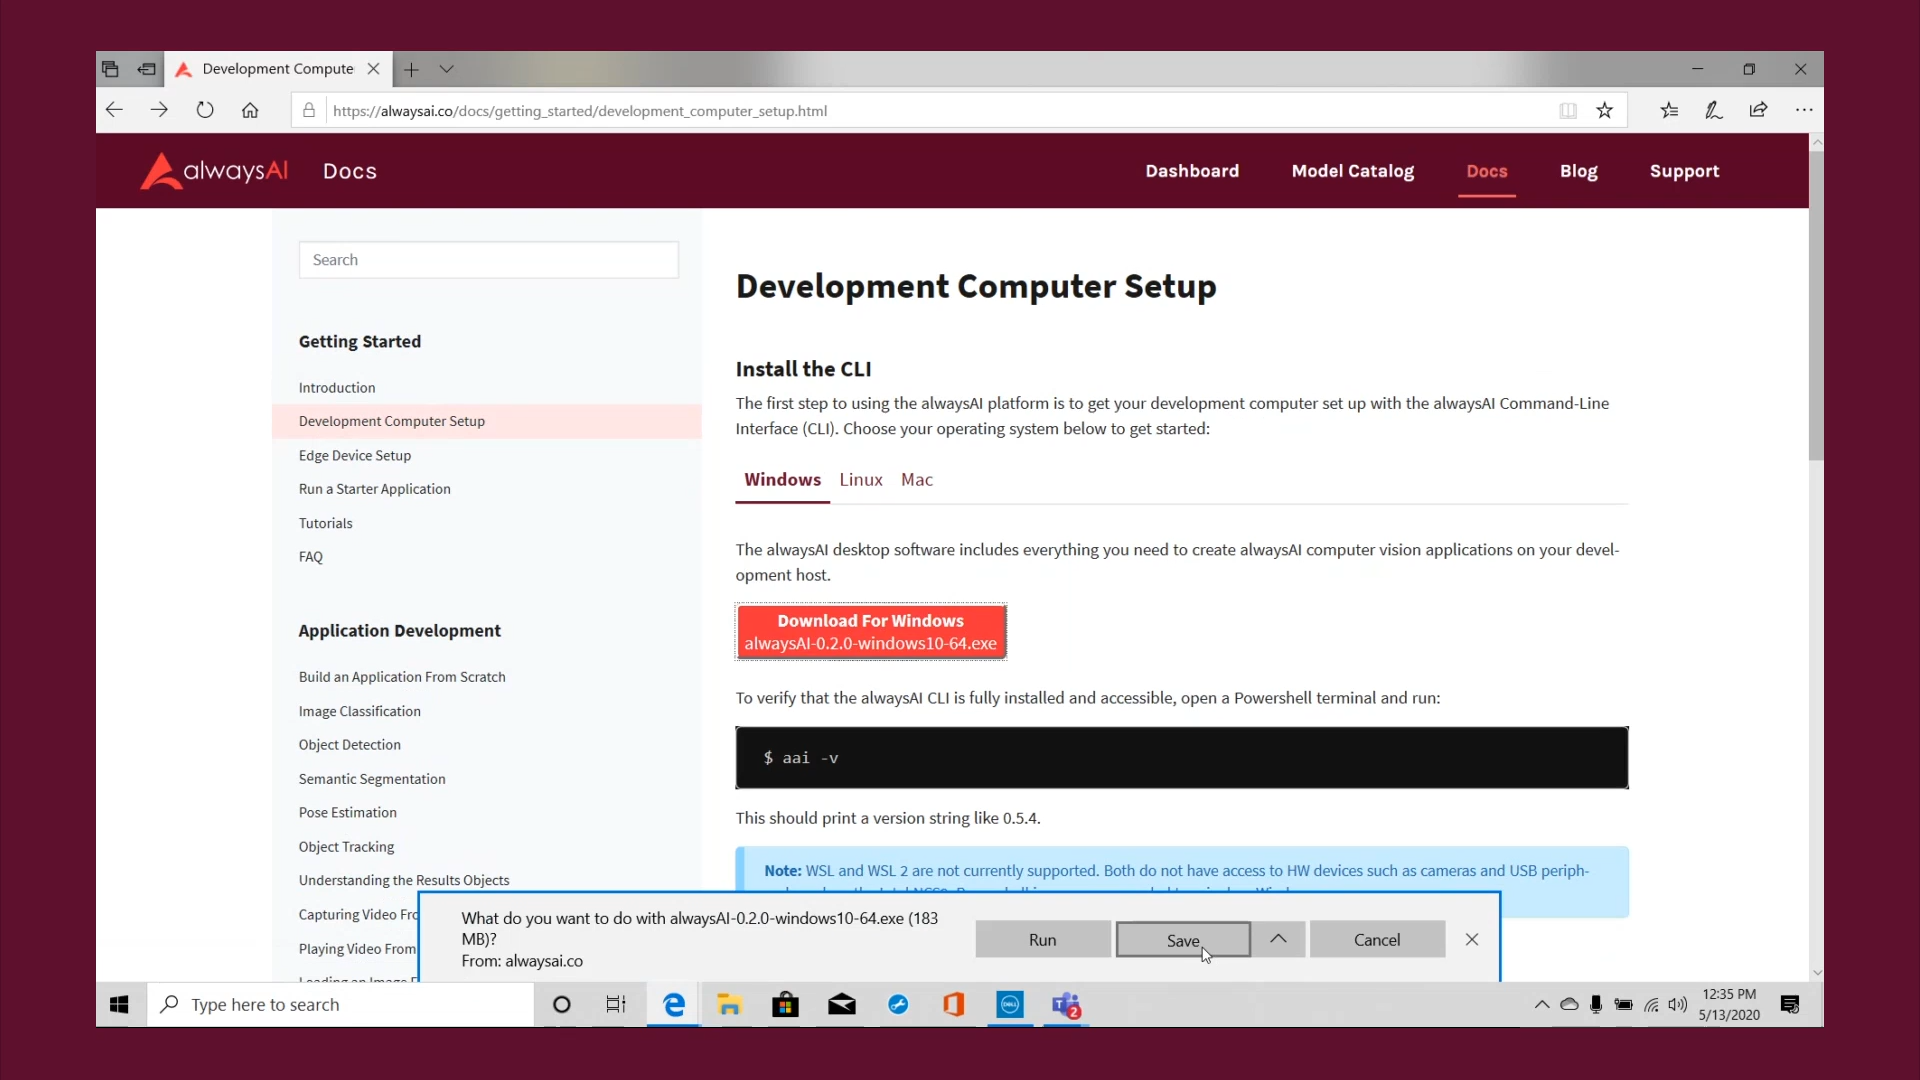 Development Compute
https://alwaysai.co/docs/getting_started/development_computer_setup.html
alwaysAI Docs
Dashboard
Model Catalog
Docs
Blog
Support
Search
Getting Started
Introduction
Development Computer Setup
Edge Device Setup
Run a Starter Application
Tutorials
FAQ
Application Development
Build an Application From Scratch
Image Classification
Object Detection
Semantic Segmentation
Pose Estimation
Object Tracking
Understanding the Results Objects
Capturing Video Fro
Playing Video From
Development Computer Setup
Install the CLI
The first step to using the alwaysAI platform is to get your development computer set up with the alwaysAI Command-Line
Interface (CLI). Choose your operating system below to get started:
Windows Linux Mac
The alwaysAI desktop software includes everything you need to create alwaysAI computer vision applications on your devel-
opment host.
Download For Windows
alwaysAI-0.2.0-windows10-64.exe
To verify that the alwaysAI CLI is fully installed and accessible, open a Powershell terminal and run:
$ aai -v
This should print a version string like 0.5.4.
Note: WSL and WSL 2 are not currently supported. Both do not have access to HW devices such as cameras and USB periph-
What do you want to do with alwaysAI-0.2.0-windows10-64.exe (183
MB)?
From: alwaysai.co
Run
Save
Cancel
Type here to search
DELL
2
12:35 PM
5/13/2020